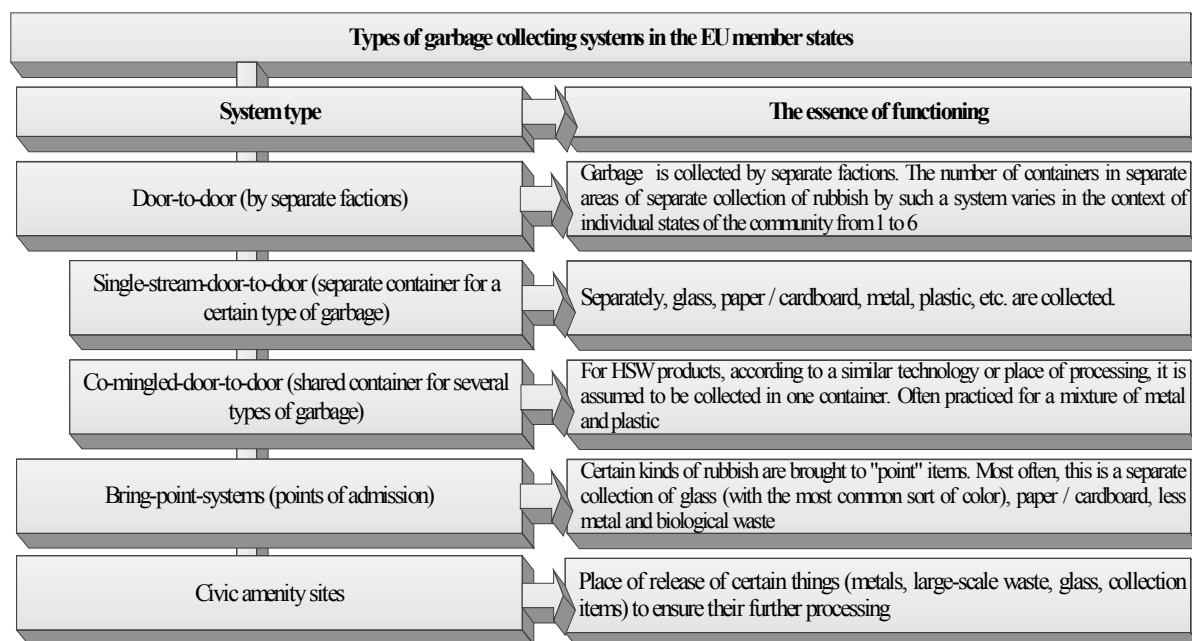 Types of garbage collecting systems in the EU member states
System type
The essence of functioning
Door-to-door (by separate factions)
Garbage is collected by separate factions. The number of containers in separate
areas of separate collection of rubbish by such a system varies in the context of
individual states of the community from 1 to 6
Single-stream-door-to-door (separate container for a
certain type of garbage)
Separately, glass, paper / cardboard, metal, plastic, etc. are collected.
Co-mingled-door-to-door (shared container for several
types of garbage)
For HSW products, according to a similar technology or place of processing, it is
assumed to be collected in one container. Often practiced for a mixture of metal
and plastic
Bring-point-systems (points of admission)
Certain kinds of rubbish are brought to "point" items. Most often, this is a separate
collection of glass (with the most common sort of color), paper / cardboard, less
metal and biological waste
Civic amenity sites
Place of release of certain things (metals, large-scale waste, glass, collection
items) to ensure their further processing